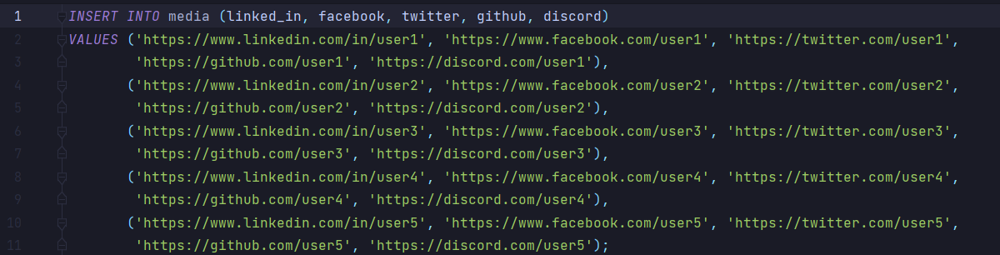 1 INSERT INTO media (linked_in, facebook, twitter, github, discord)
2 VALUES ('https://www.linkedin.com/in/user1', 'https://www.facebook.com/user1', 'https://twitter.com/user1',
3 'https://github.com/user1', 'https://discord.com/user1'),
4 ('https://www.linkedin.com/in/user2', 'https://www.facebook.com/user2', 'https://twitter.com/user2',
5 'https://github.com/user2', 'https://discord.com/user2'),
6 ('https://www.linkedin.com/in/user3', 'https://www.facebook.com/user3', 'https://twitter.com/user3',
7 'https://github.com/user3', 'https://discord.com/user3'),
8 ('https://www.linkedin.com/in/user4', 'https://www.facebook.com/user4', 'https://twitter.com/user4',
9 'https://github.com/user4', 'https://discord.com/user4'),
10 ('https://www.linkedin.com/in/user5', 'https://www.facebook.com/user5', 'https://twitter.com/user5',
11 'https://github.com/user5', 'https://discord.com/user5');